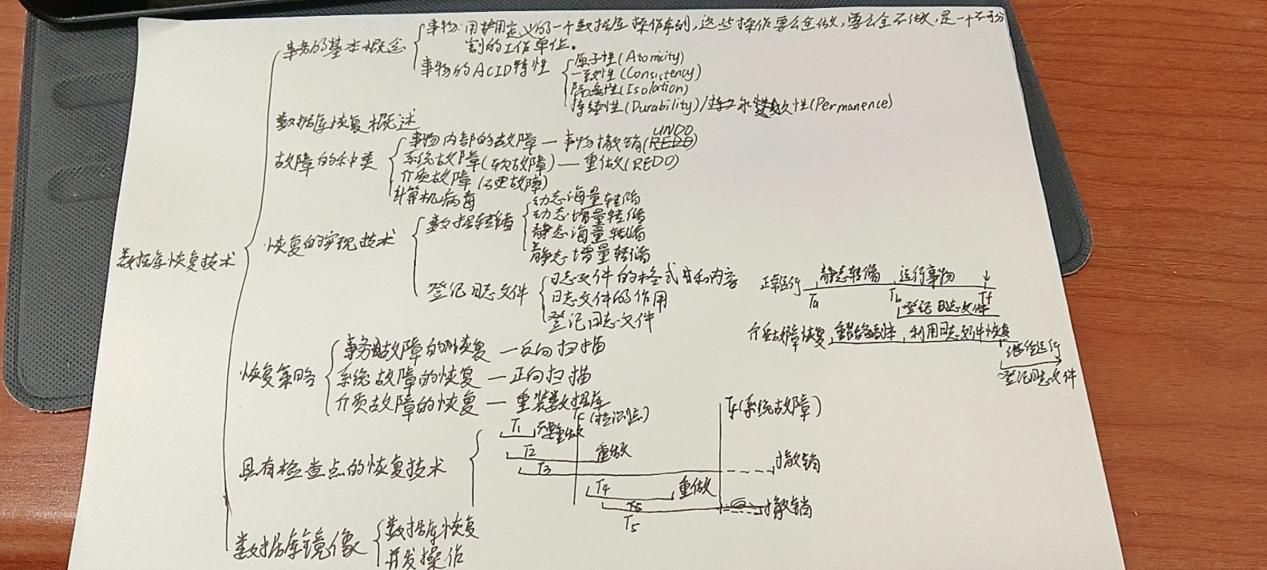 数据库恢复技术
事务的基本概念
事物:用户定义的一个数据库操作序列,这些操作要么全做,要么全不做,是一个不可分
割的工作单位。
事物的ACID特性
原子性(Atomicity)
一致性(Consistency)
隔离性(Isolation)
持续性(Durability)/永久性(Permanence)
数据库恢复概述
故障的种类
事物内部的故障—事物撤销(UNDO
系统故障(软故障)—重做(REDO)
介质故障(硬故障)
计算机病毒
恢复的实现技术
数据转储
动态海量转储
动态增量转储
静态海量转储
静态增量转储
登记日志文件
日志文件的格式和内容
日志文件的作用
登记日志文件
正常运行 静态转储 运行事物
Ta Tb Tf
登记日志文件
介质故障恢复 重装后备副本 利用日志文件恢复
继续运行
登记日志文件
恢复策略
事务故障的恢复—反向扫描
系统故障的恢复—正向扫描
介质故障的恢复—重装数据库
具有检查点的恢复技术
Tc(检测点)
Tf(系统故障)
T1 不重做
T2 重做
T3 撤销
T4 重做
T5 撤销
数据库镜像
数据库恢复
并发操作